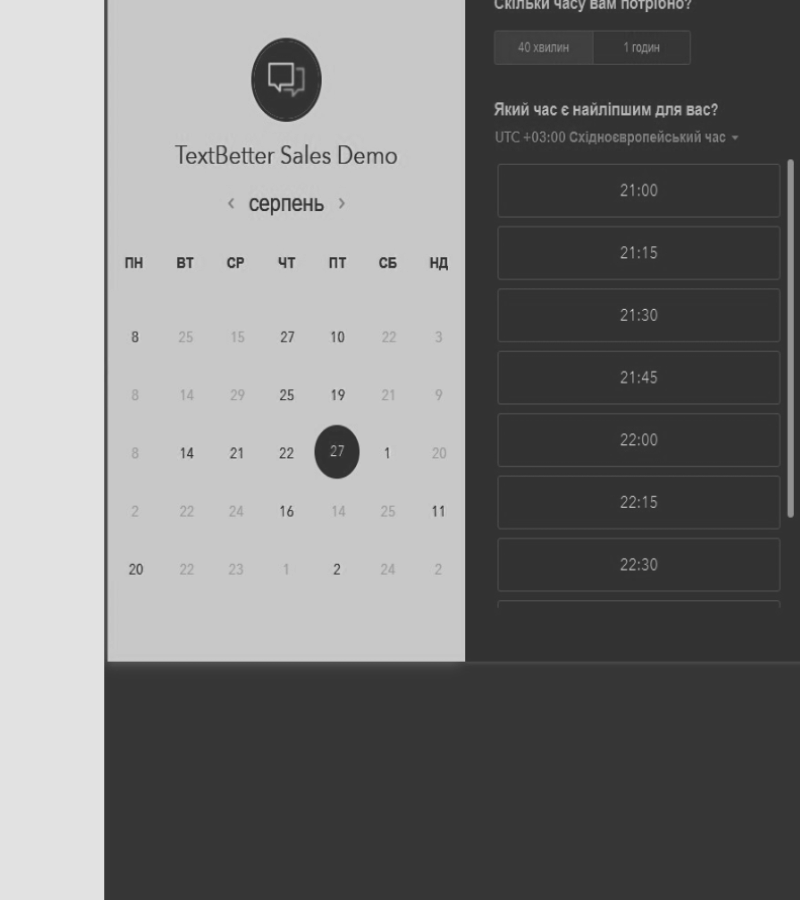 TextBetter Sales Demo
‹ серпень ›
ПН ВТ СР ЧТ ПТ СБ НД
8 25 15 27 10 22 3
8 14 29 25 19 21 9
8 14 21 22 27 1 20
2 22 24 16 14 25 11
20 22 23 1 2 24 2
Скільки часу вам потрібно?
40 хвилин 1 годин
Який час є найліпшим для вас?
UTC +03:00 Східноєвропейський час
21:00
21:15
21:30
21:45
22:00
22:15
22:30